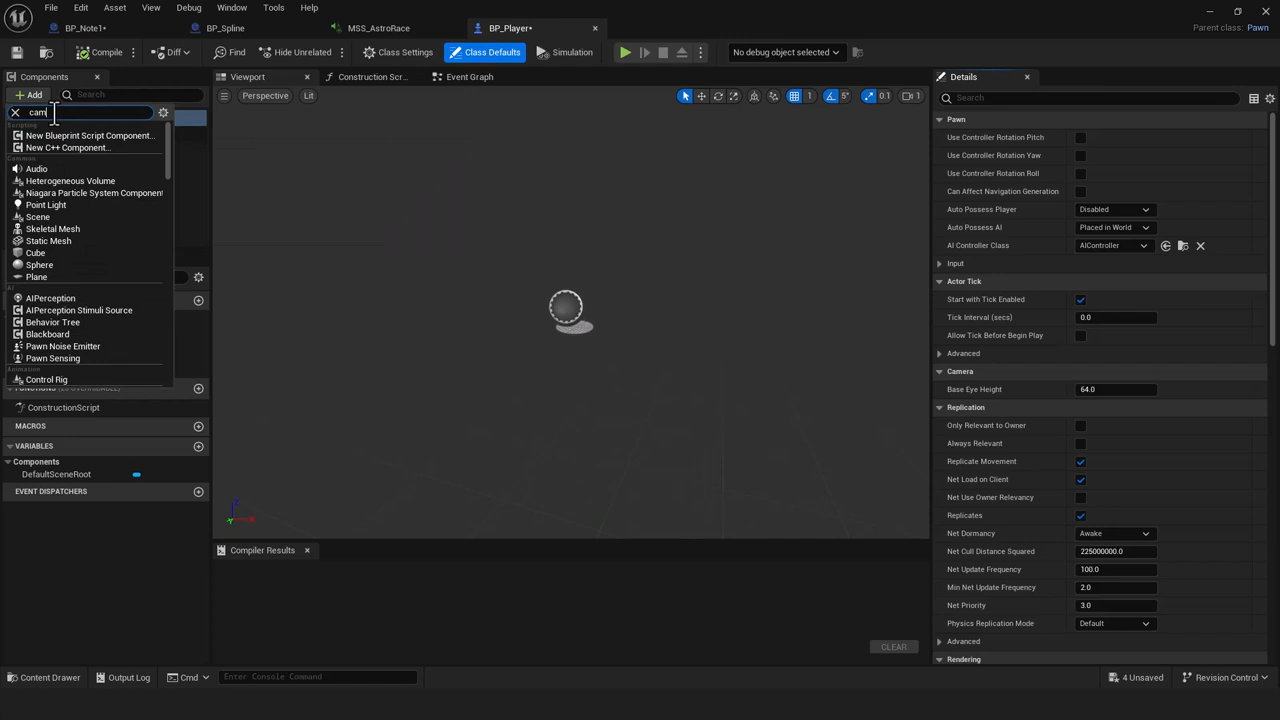 File Edit Asset View Debug Window Tools Help
BP_Note1•
BP_Spline
MSS_AstroRace
BP_Player•
Parent class: Pawn
Compile
Diff
Find
Hide Unrelated
Class Settings
Class Defaults
Simulation
No debug object selected
Components
Viewport
Construction Scr...
Event Graph
Details
Add
Search
Perspective
Lit
1
5°
0.1
1
Search
cam
Scripting
New Blueprint Script Component...
New C++ Component...
Common
Audio
Heterogeneous Volume
Niagara Particle System Component
Point Light
Scene
Skeletal Mesh
Static Mesh
Cube
Sphere
Plane
AI
AIPerception
AIPerception Stimuli Source
Behavior Tree
Blackboard
Pawn Noise Emitter
Pawn Sensing
Animation
Control Rig
ConstructionScript
MACROS
VARIABLES
Components
DefaultSceneRoot
EVENT DISPATCHERS
Compiler Results
CLEAR
Pawn
Use Controller Rotation Pitch
Use Controller Rotation Yaw
Use Controller Rotation Roll
Can Affect Navigation Generation
Auto Possess Player Disabled
Auto Possess AI Placed in World
AI Controller Class AIController
Input
Actor Tick
Start with Tick Enabled
Tick Interval (secs) 0.0
Allow Tick Before Begin Play
Advanced
Camera
Base Eye Height 64.0
Replication
Only Relevant to Owner
Always Relevant
Replicate Movement
Net Load on Client
Net Use Owner Relevancy
Replicates
Net Dormancy Awake
Net Cull Distance Squared 225000000.0
Net Update Frequency 100.0
Min Net Update Frequency 2.0
Net Priority 3.0
Physics Replication Mode Default
Advanced
Rendering
Content Drawer
Output Log
Cmd
Enter Console Command
4 Unsaved
Revision Control